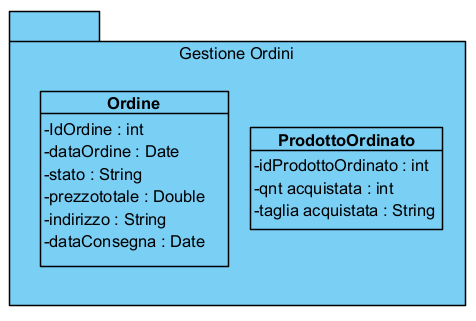 Gestione Ordini
Ordine
-IdOrdine : int
-dataOrdine : Date
-stato : String
-prezzototale : Double
-indirizzo : String
-dataConsegna : Date
ProdottoOrdinato
-idProdottoOrdinato : int
-qnt acquistata : int
-taglia acquistata : String